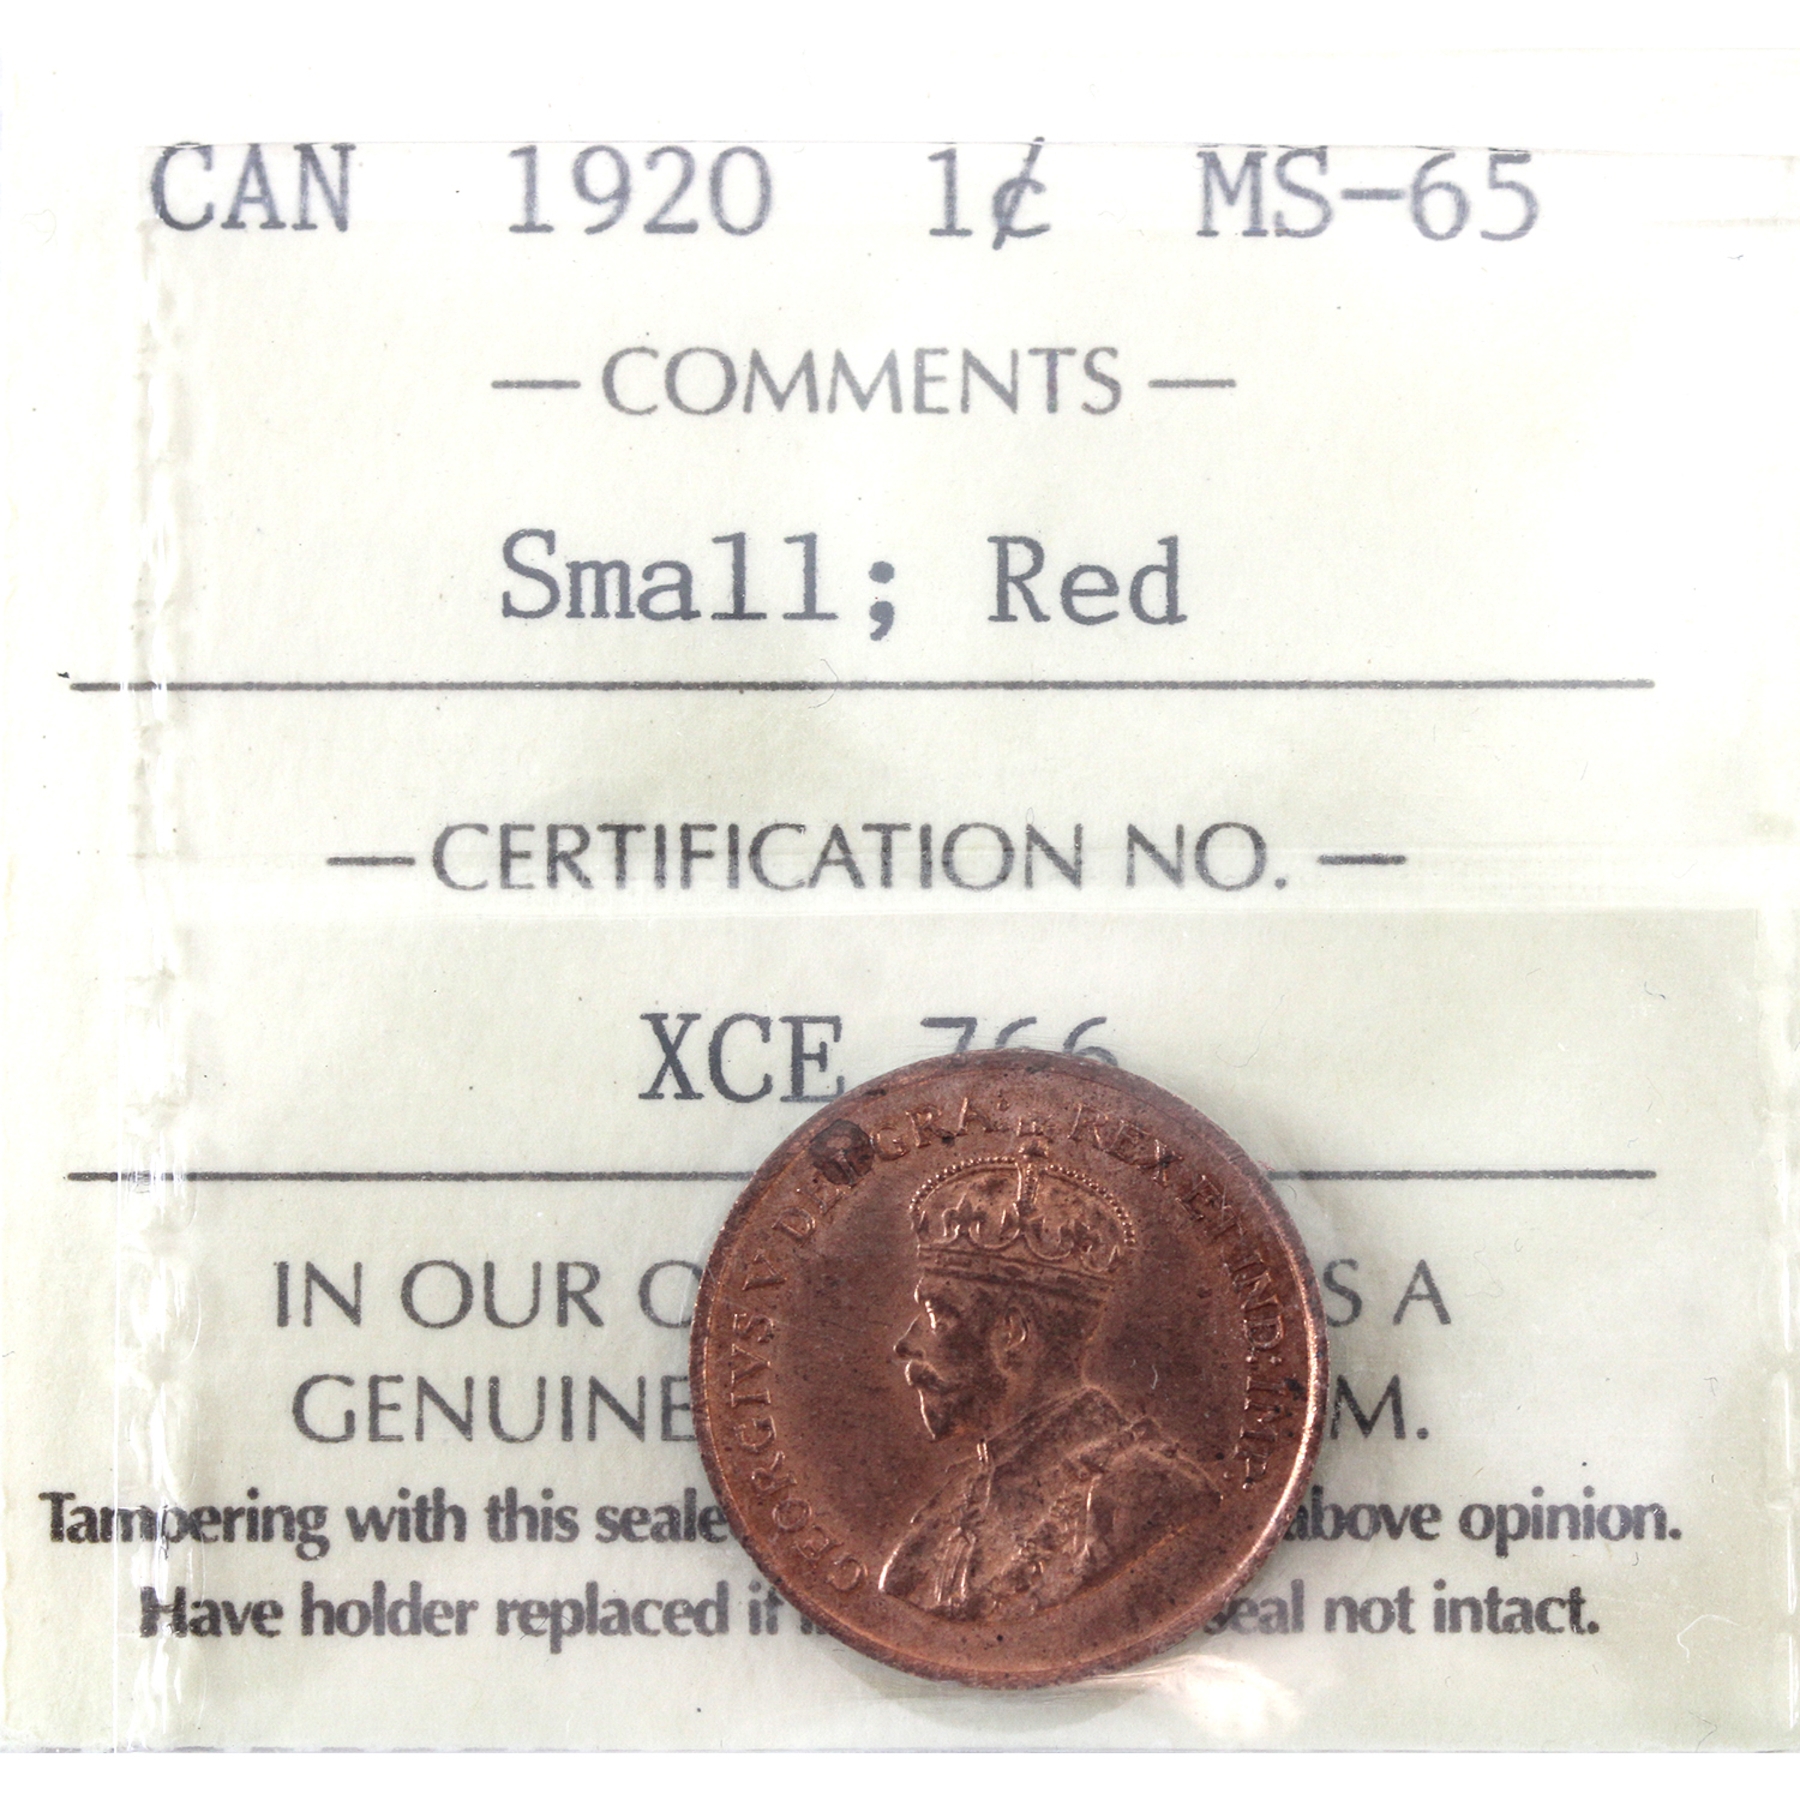 CAN 1920 1¢ MS-65
— COMMENTS —
Small; Red
— CERTIFICATION NO. —
XCE 766
IN OUR O S A
GENUINE M.
Tampering with this seale above opinion.
Have holder replaced if seal not intact.
GEORGIVS V DEI GRA: REX ET IND: IMP: